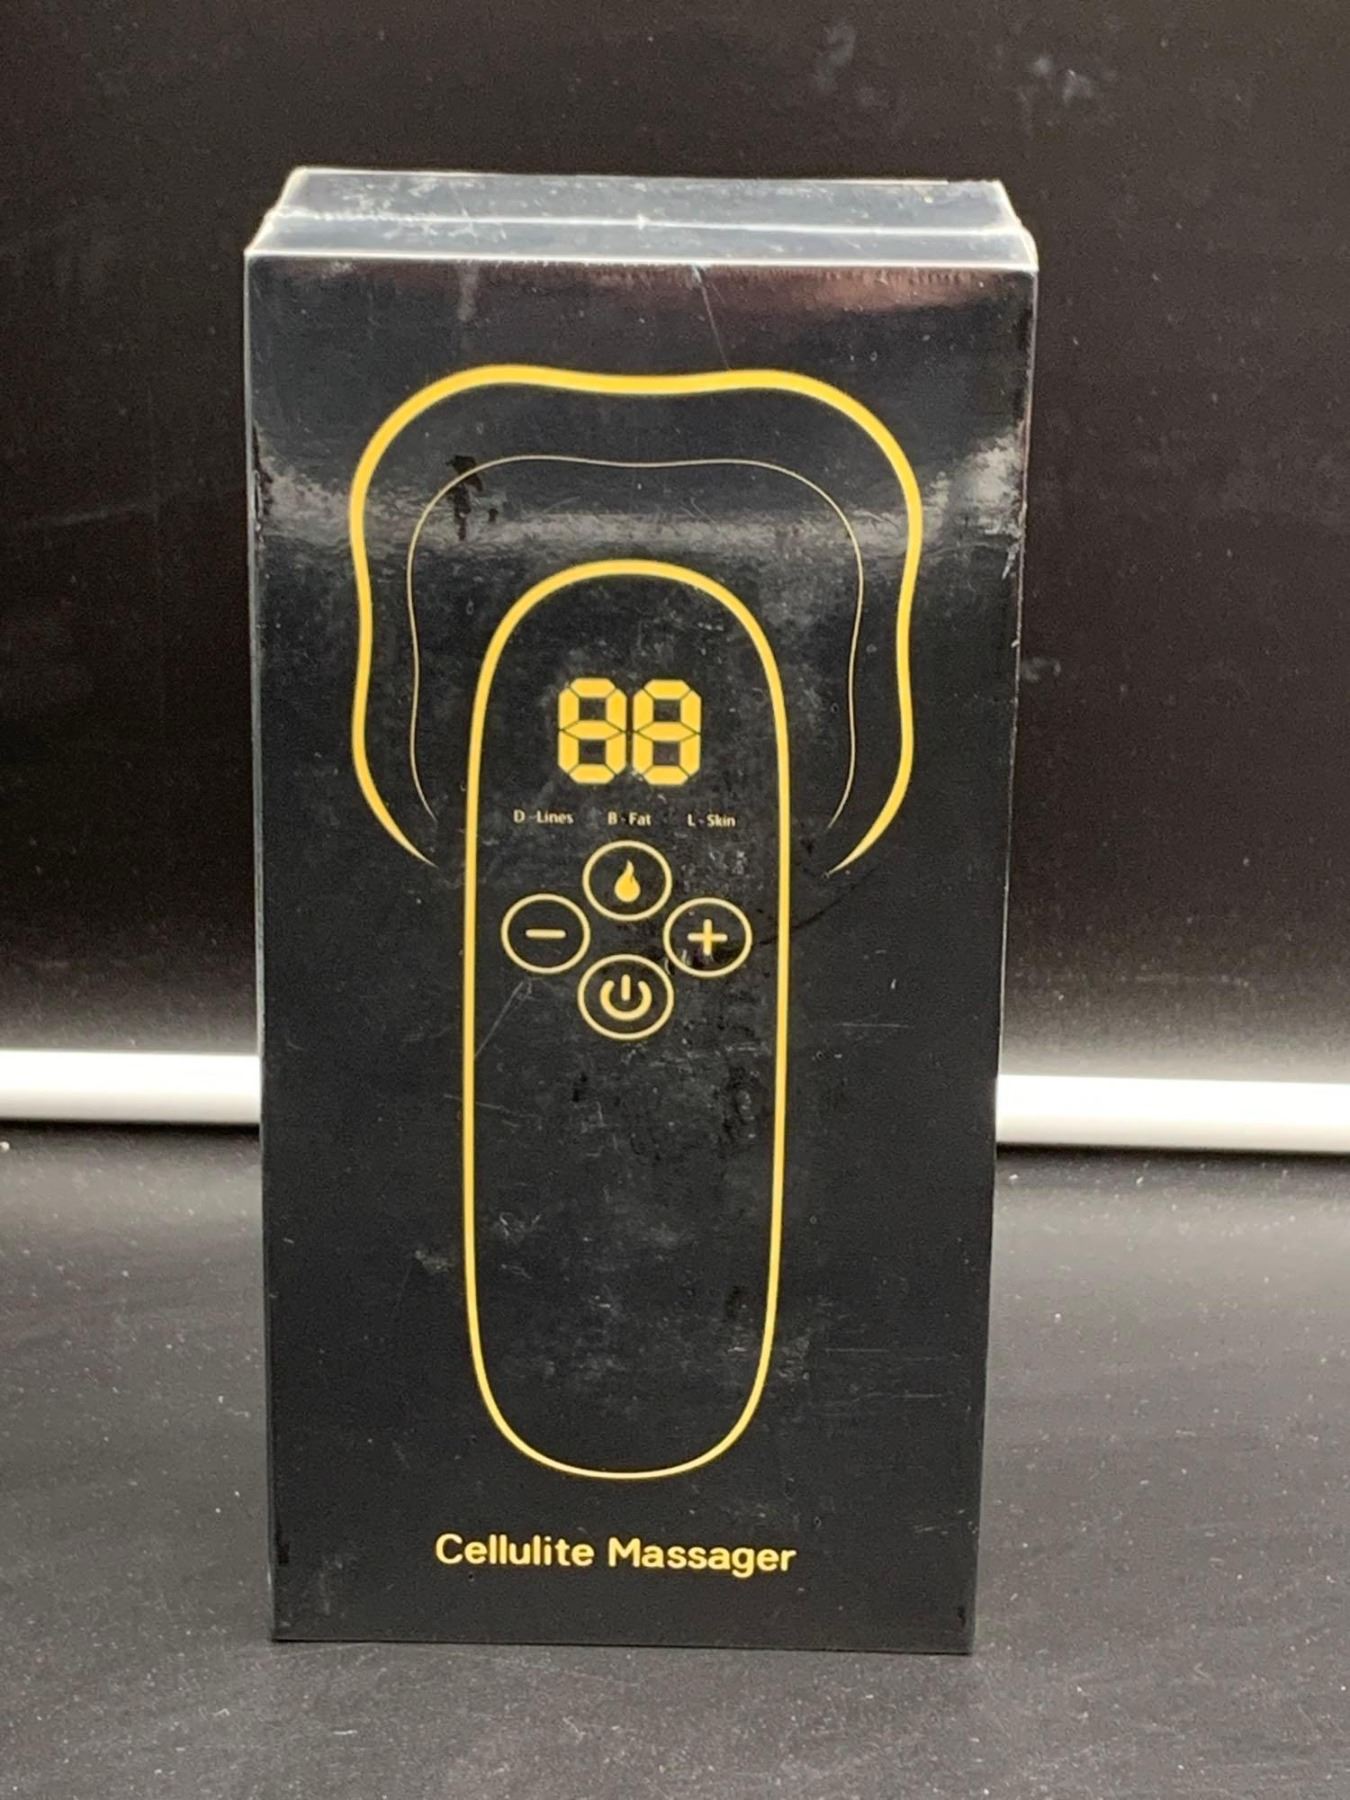 88
D - Lines B - Fat L - Skin
Cellulite Massager